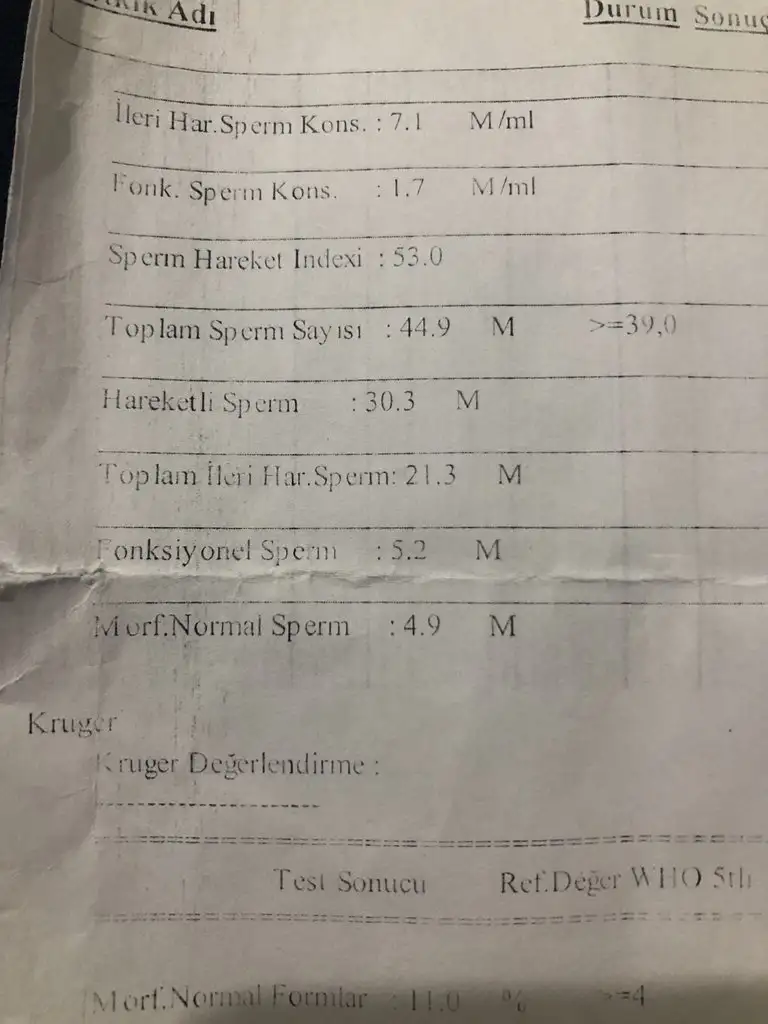 Adı Durum Sonuç
İleri Har.Sperm Kons. : 7.1 M/ml
Fonk. Sperm Kons. : 1.7 M/ml
Sperm Hareket Indexi : 53.0
Toplam Sperm Sayısı : 44.9 M >=39,0
Hareketli Sperm : 30.3 M
Toplam İleri Har.Sperm: 21.3 M
Fonksiyonel Sperm : 5.2 M
Morf.Normal Sperm : 4.9 M
Kruger
Kruger Değerlendirme :
--------------------
Test Sonucu Ref.Değer WHO 5th
Morf.Normal Formlar : 11.0 % >=4